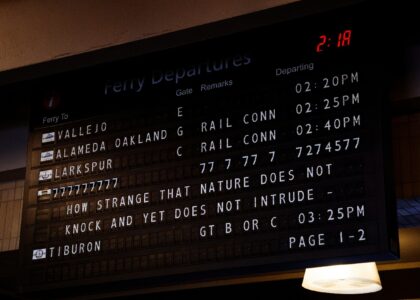 2:18
Ferry Departures
Ferry To Gate Remarks Departing
VALLEJO E 02:20PM
ALAMEDA OAKLAND G RAIL CONN 02:25PM
LARKSPUR C RAIL CONN 02:40PM
777777777 77 7 77 7 7274577
HOW STRANGE THAT NATURE DOES NOT
KNOCK AND YET DOES NOT INTRUDE -
TIBURON GT B OR C 03:25PM
PAGE 1-2